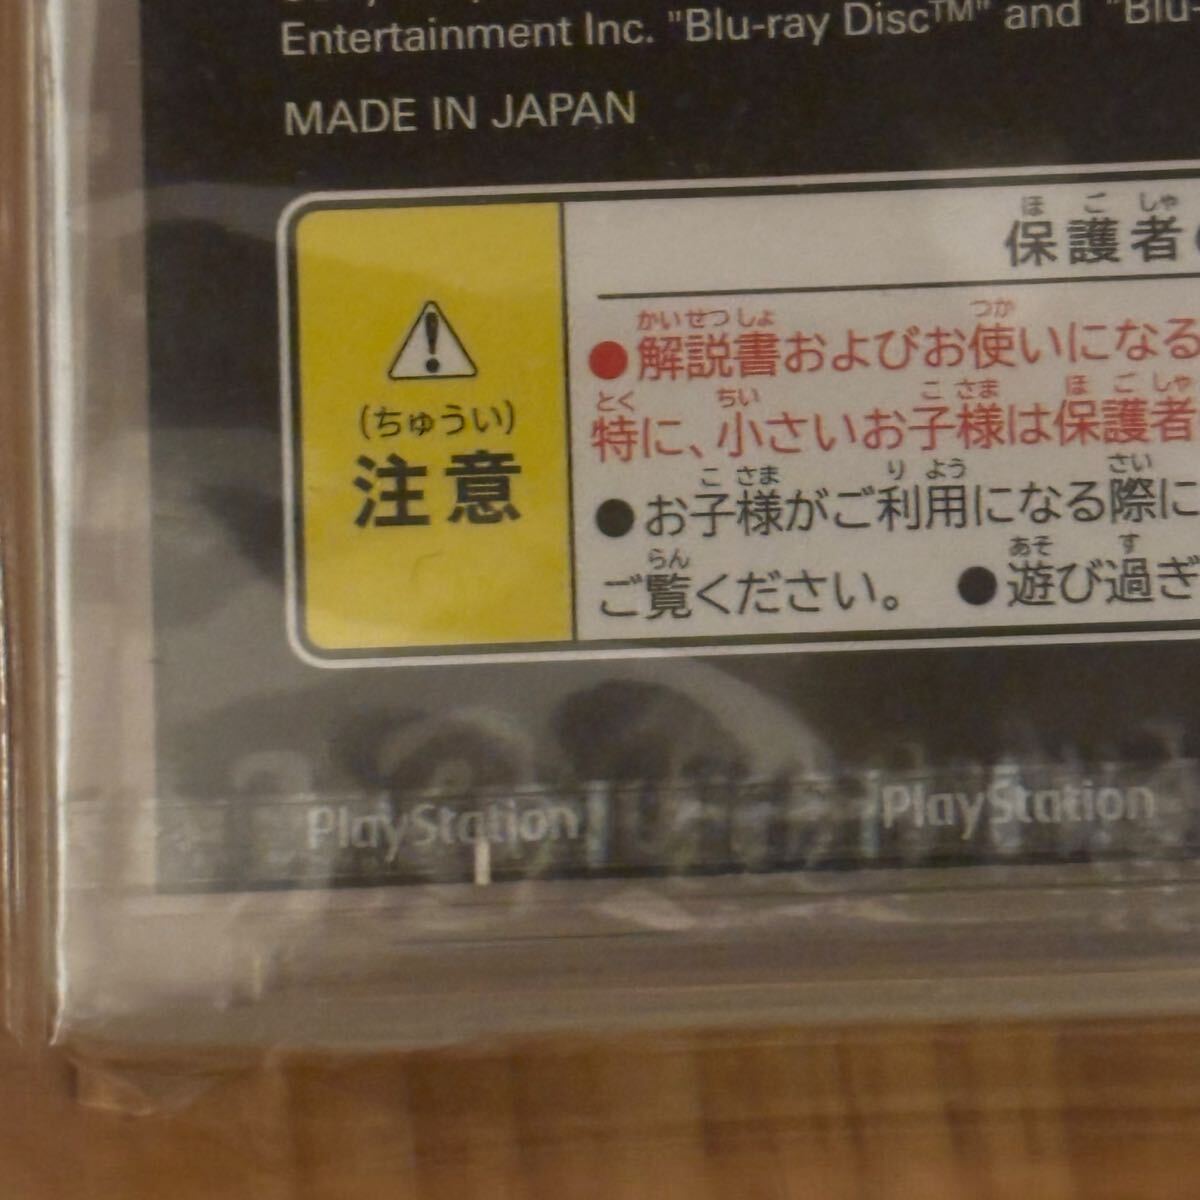 Entertainment Inc. "Blu-ray Disc™" and "Blu-
MADE IN JAPAN
ほ ご しゃ
保護者
(ちゅうい)
注意
かいせつしょ つか
●解説書およびお使いになる
とく ちい こ さま ほ ご しゃ
特に、小さいお子様は保護者
こ さま り よう さい
●お子様がご利用になる際に
らん あそ す
ご覧ください。 ●遊び過ぎ
PlayStation PlayStation